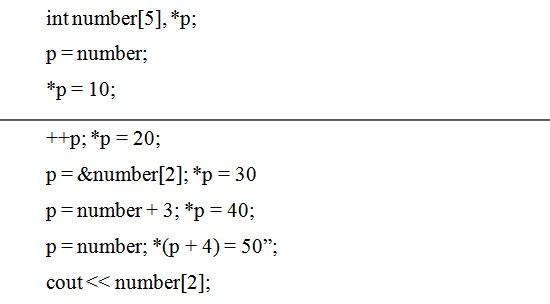 int number[5], *p;
p = number;
*p = 10;
++p; *p = 20;
p = &number[2]; *p = 30
p = number + 3; *p = 40;
p = number; *(p + 4) = 50”;
cout << number[2];